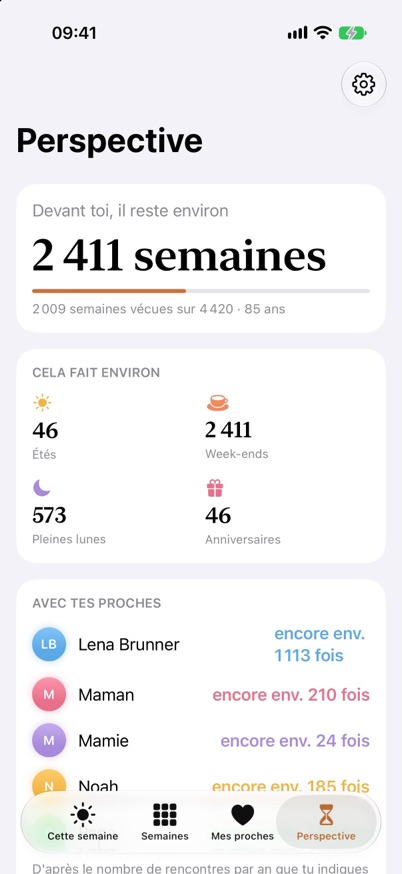 09:41
Perspective
Devant toi, il reste environ
2 411 semaines
2 009 semaines vécues sur 4 420 · 85 ans
CELA FAIT ENVIRON
46
Étés
2 411
Week-ends
573
Pleines lunes
46
Anniversaires
AVEC TES PROCHES
LB
Lena Brunner
encore env.
1 113 fois
M
Maman
encore env. 210 fois
M
Mamie
encore env. 24 fois
N
Noah
encore env. 185 fois
Cette semaine
Semaines
Mes proches
Perspective
D'après le nombre de rencontres par an que tu indiques